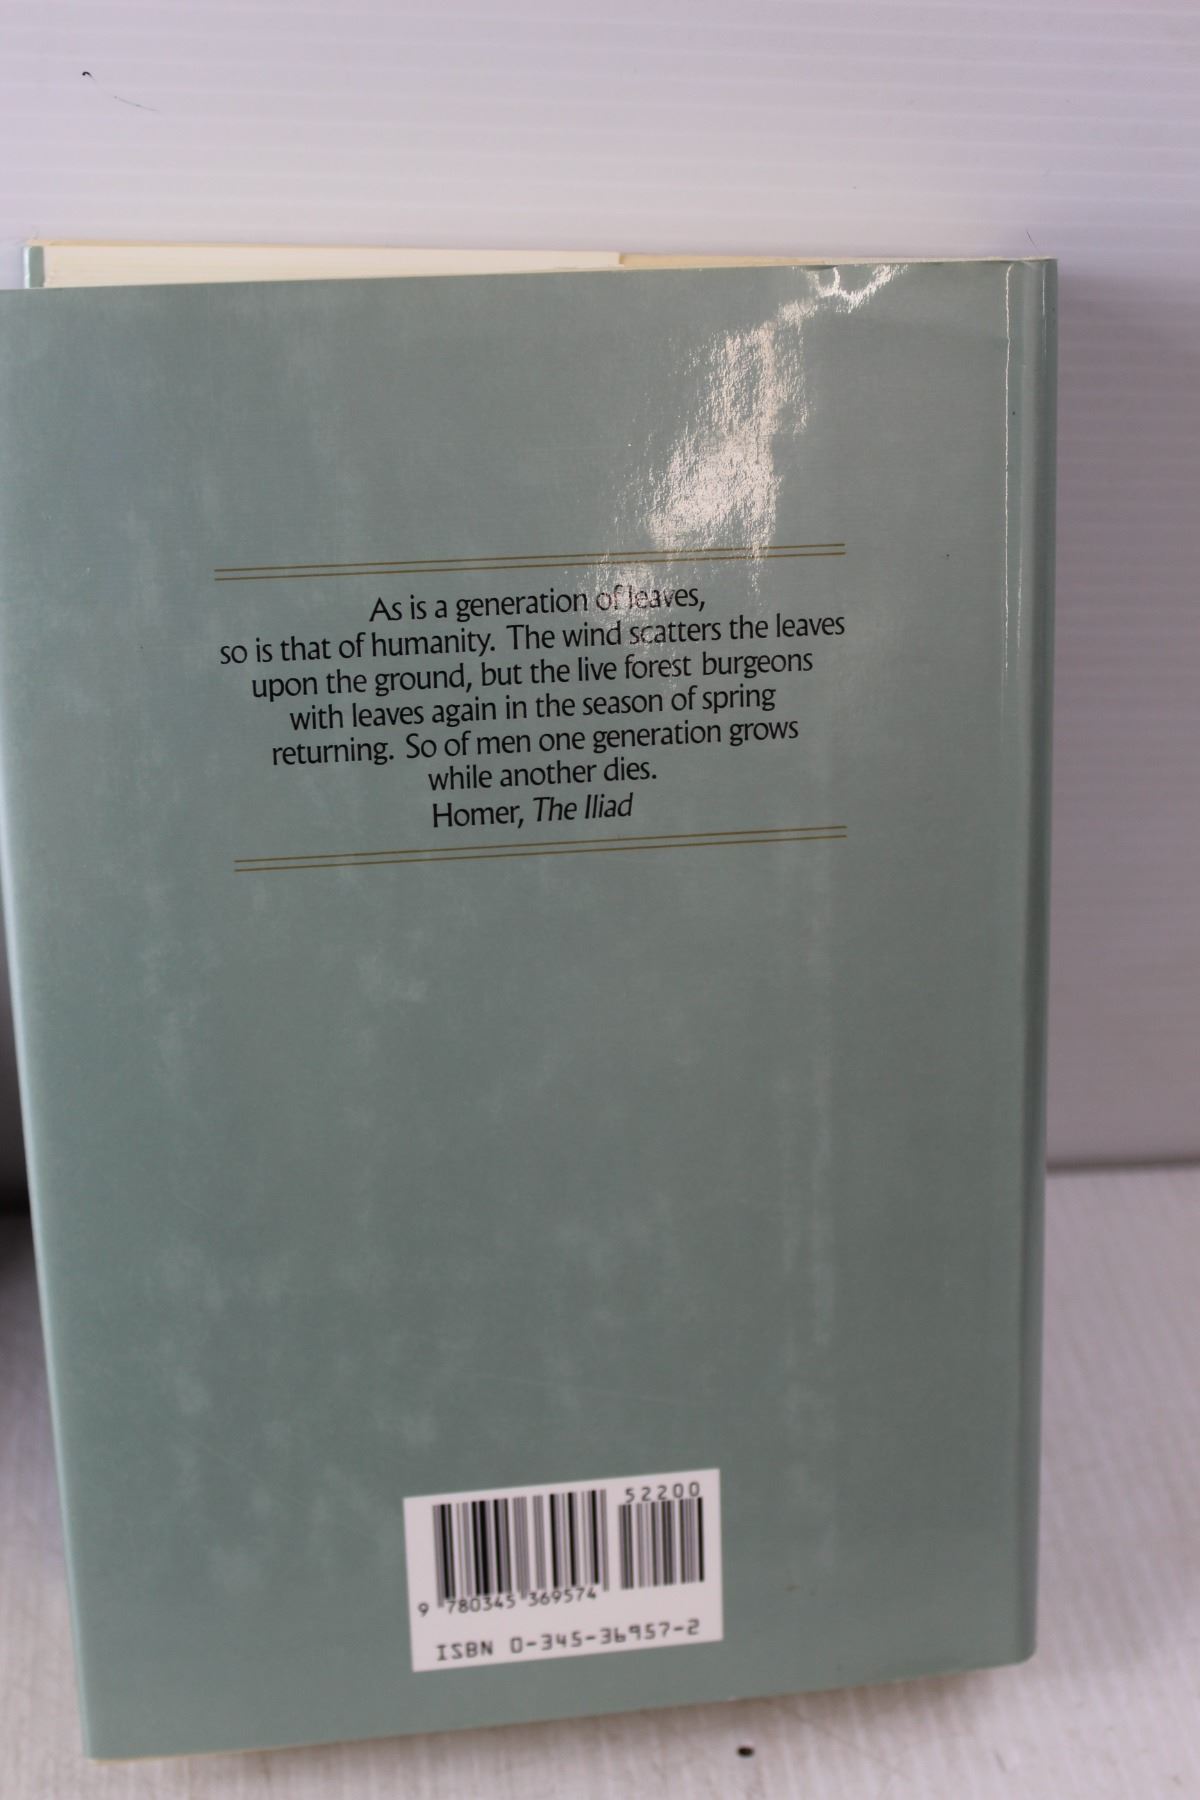 As is a generation of leaves,
so is that of humanity. The wind scatters the leaves
upon the ground, but the live forest burgeons
with leaves again in the season of spring
returning. So of men one generation grows
while another dies.
Homer, The Iliad
52200
9 780345 369574
ISBN 0-345-36957-2